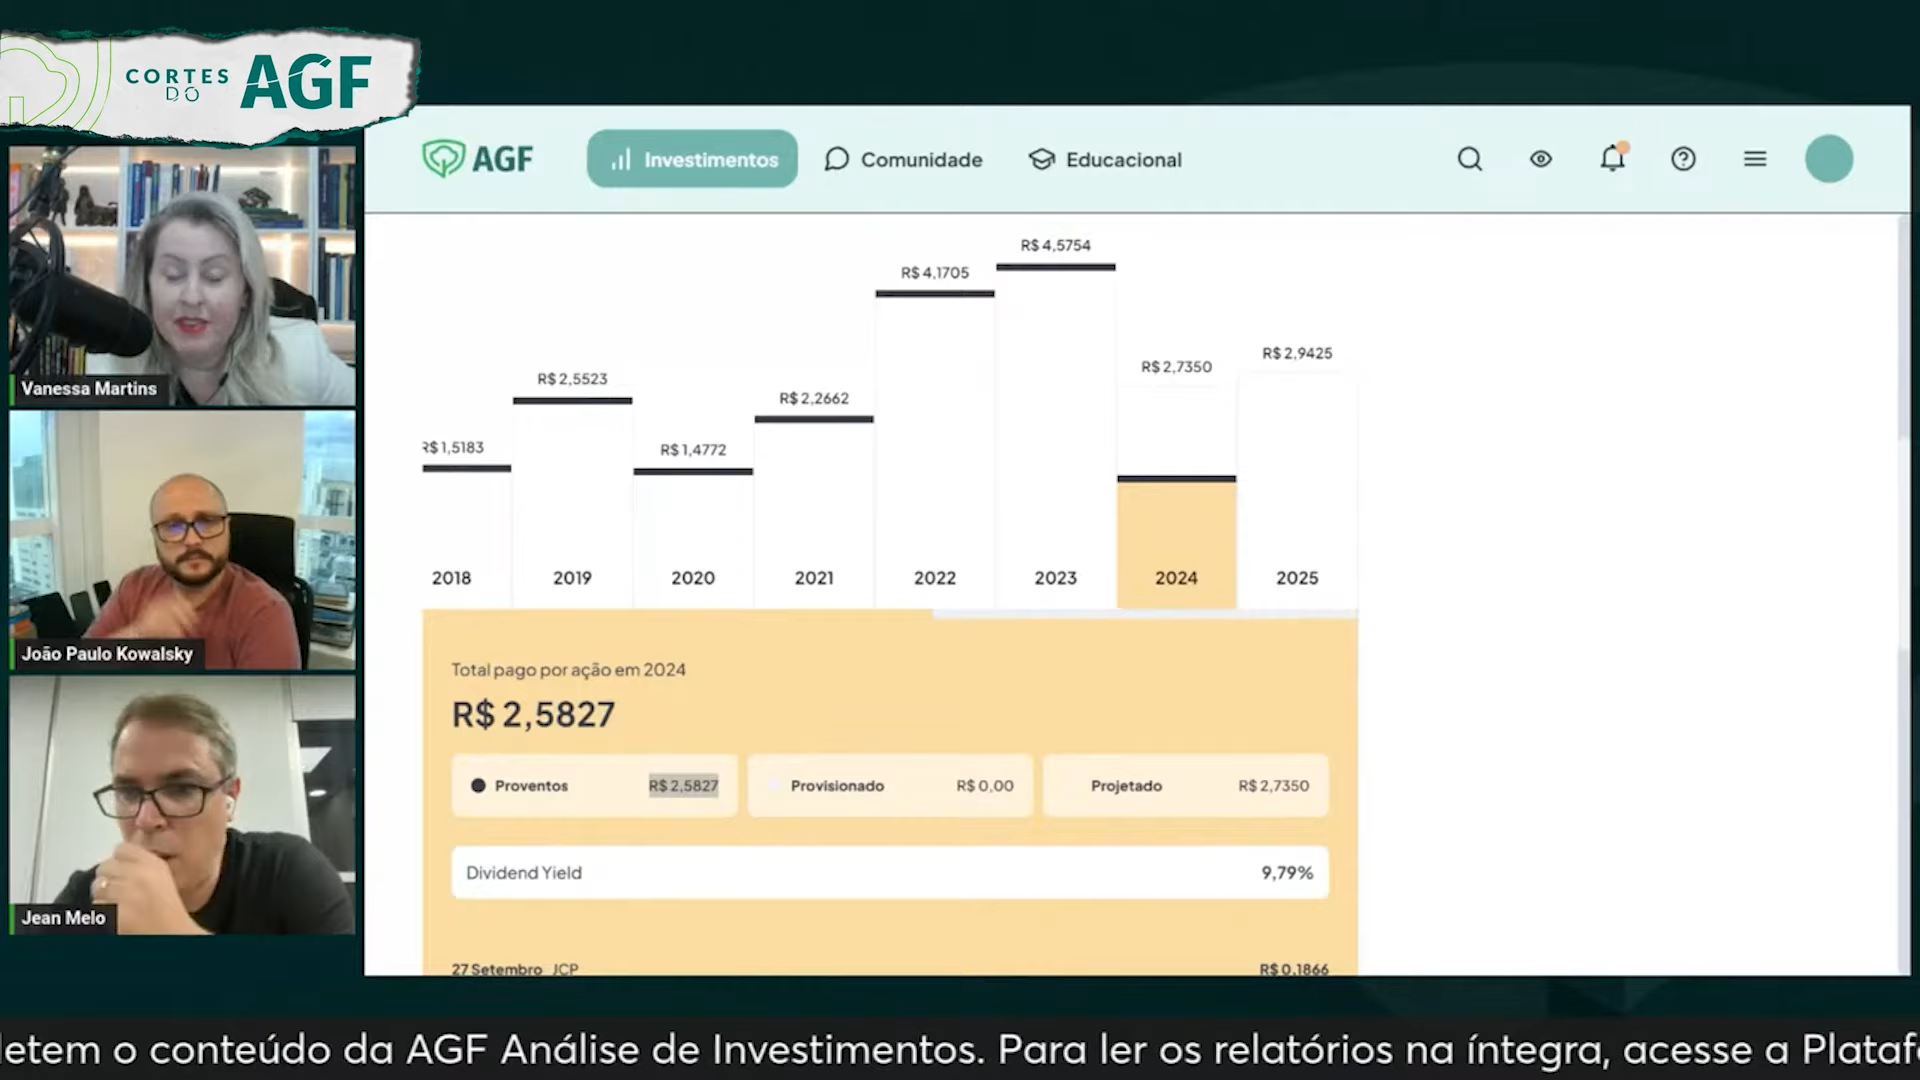 CORTES
DO
AGF
AGF
Investimentos
Comunidade
Educacional
Vanessa Martins
João Paulo Kowalsky
Jean Melo
R$ 1,5183
R$ 2,5523
R$ 1,4772
R$ 2,2662
R$ 4,1705
R$ 4,5754
R$ 2,7350
R$ 2,9425
2018
2019
2020
2021
2022
2023
2024
2025
Total pago por ação em 2024
R$ 2,5827
Proventos R$ 2,5827
Provisionado R$ 0,00
Projetado R$ 2,7350
Dividend Yield 9,79%
27 Setembro JCP R$ 0,1866
letem o conteúdo da AGF Análise de Investimentos. Para ler os relatórios na íntegra, acesse a Plataf